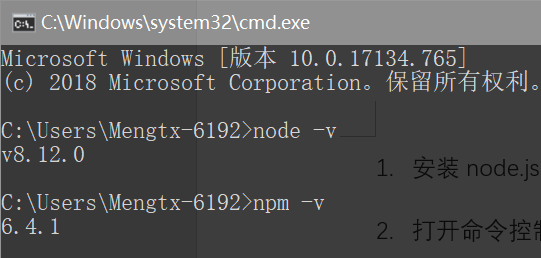 C:\Windows\system32\cmd.exe
Microsoft Windows [版本 10.0.17134.765]
(c) 2018 Microsoft Corporation。保留所有权利。
C:\Users\Mengtx-6192>node -v
v8.12.0
1. 安装 node.js
C:\Users\Mengtx-6192>npm -v
6.4.1
2. 打开命令控制